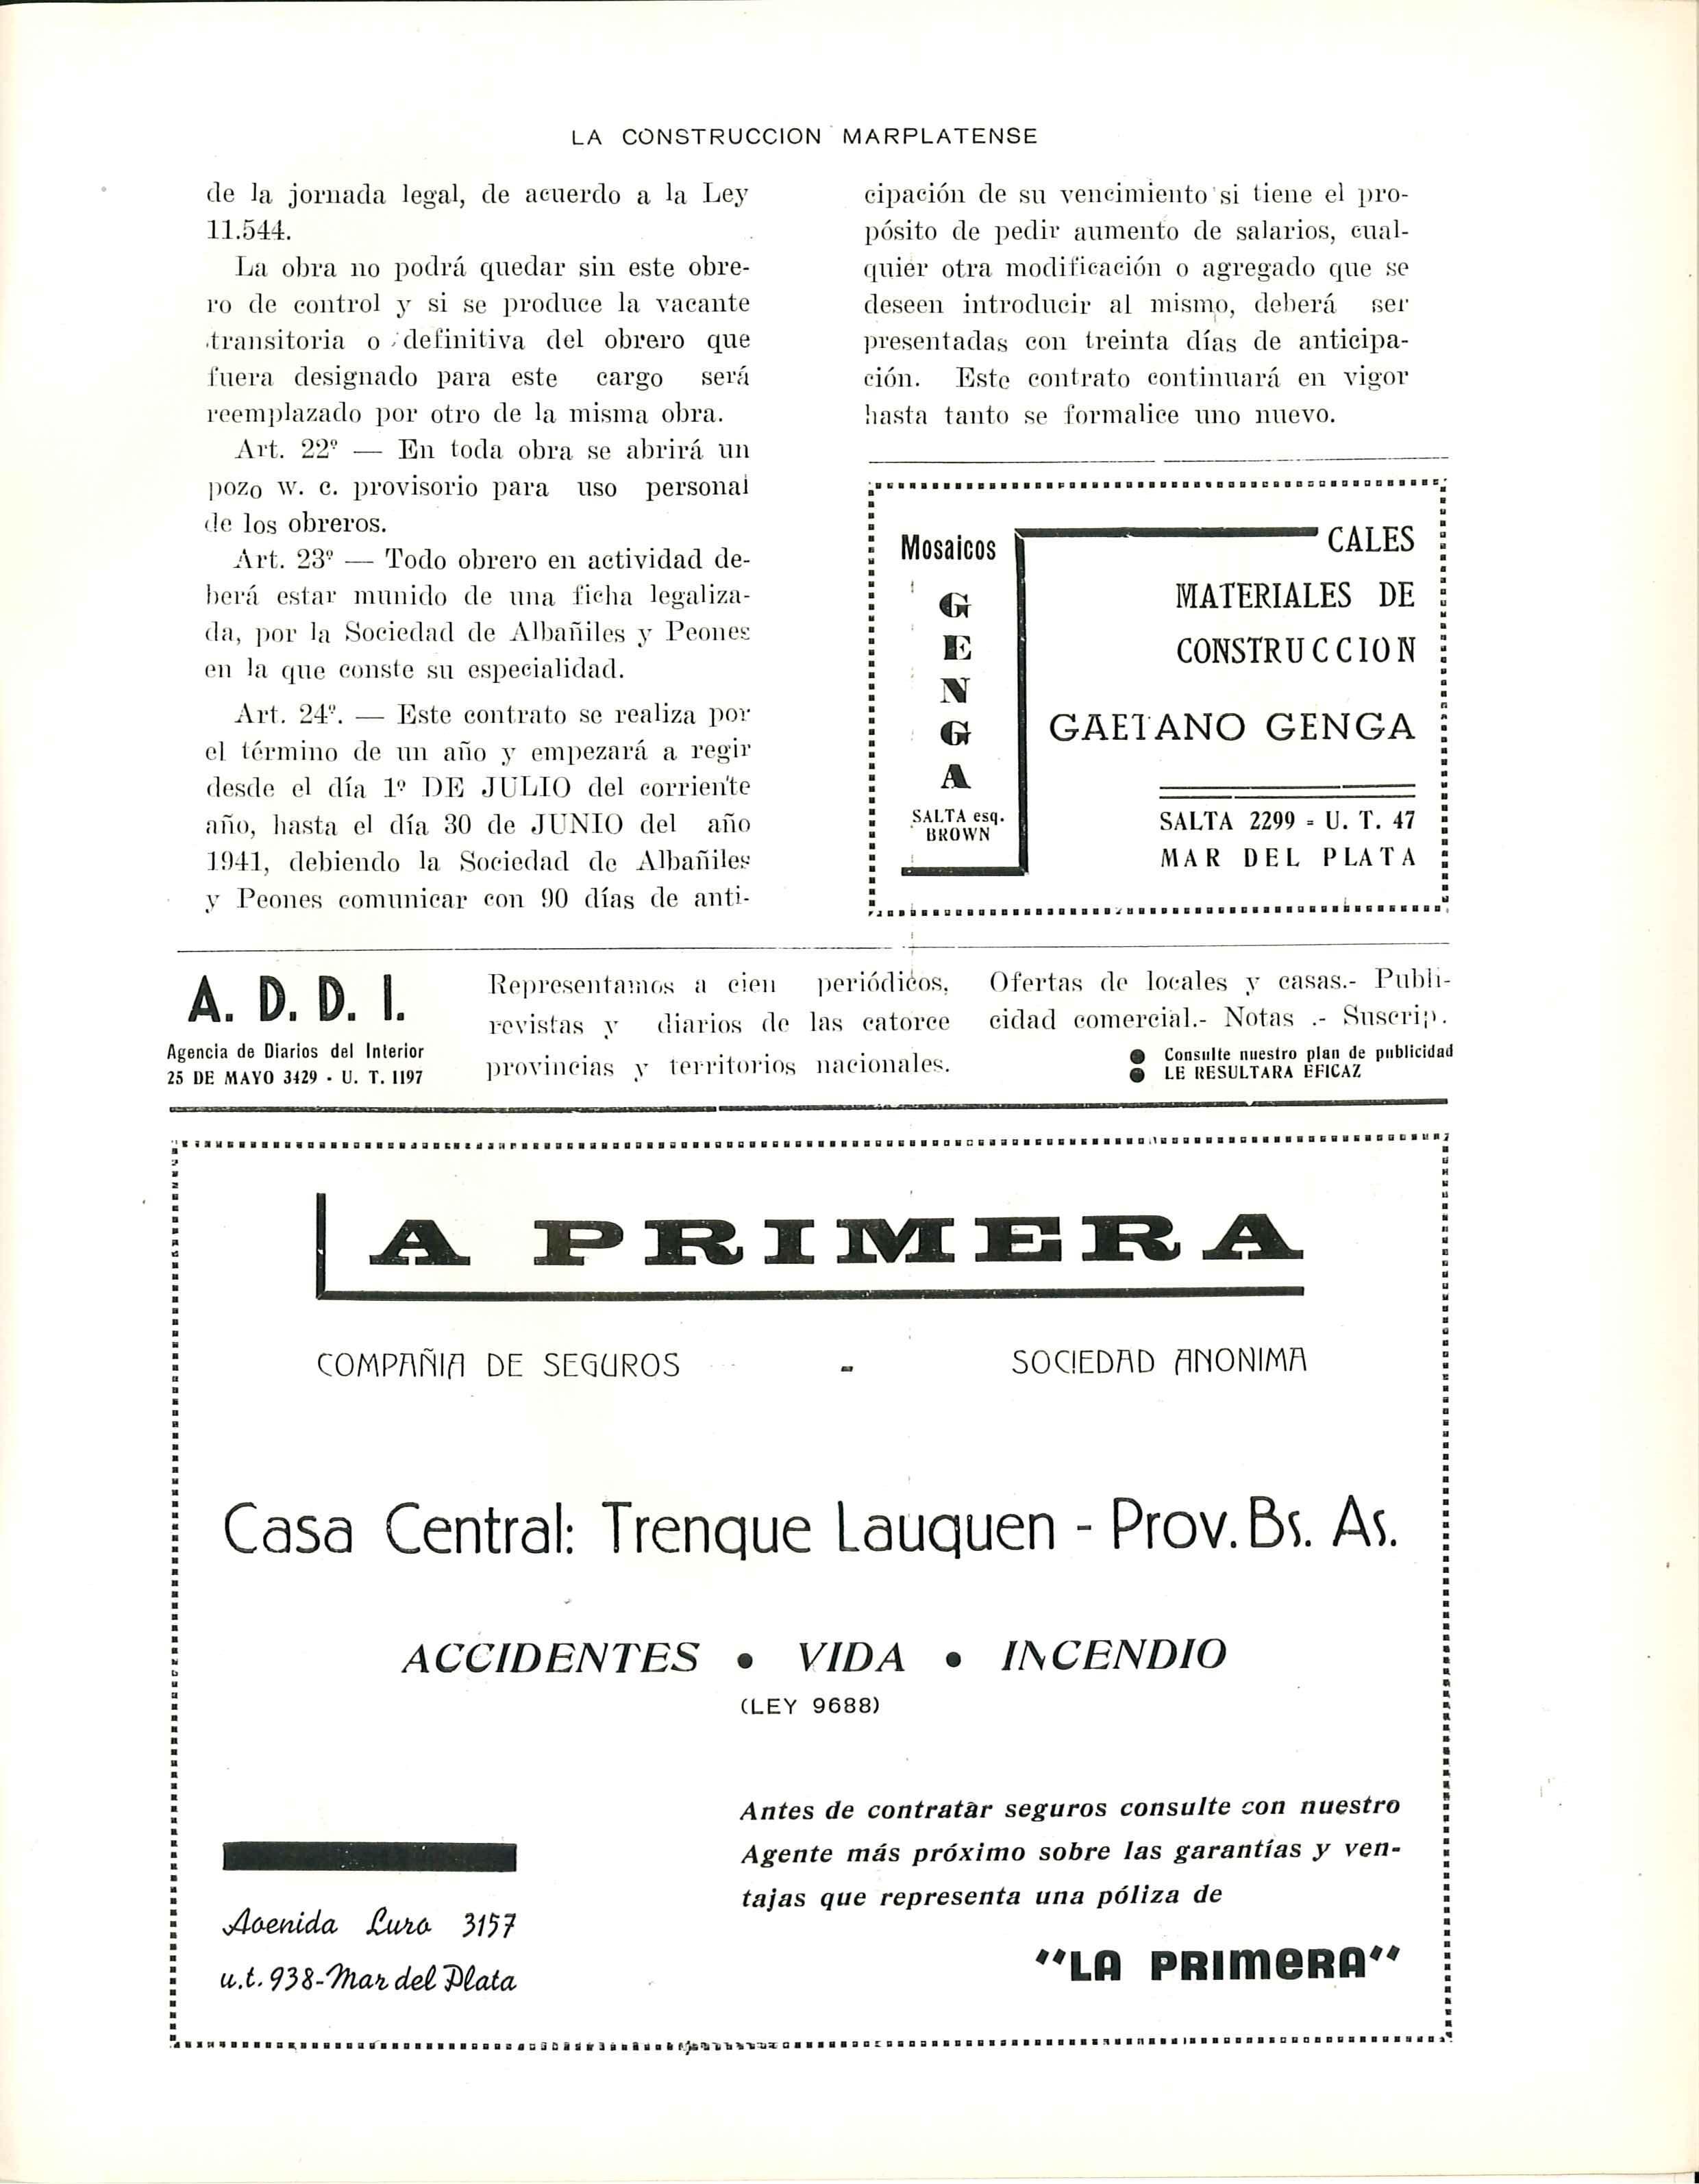 LA CONSTRUCCION MARPLATENSE
de la jornada legal, de acuerdo a la Ley
11.544.
La obra no podrá quedar sin este obre-
ro de control y si se produce la vacante
transitoria o definitiva del obrero que
fuera designado para este cargo será
reemplazado por otro de la misma obra.
Art. 22º — En toda obra se abrirá un
pozo w. c. provisorio para uso personal
de los obreros.
Art. 23º — Todo obrero en actividad de-
berá estar munido de una ficha legaliza-
da, por la Sociedad de Albañiles y Peones
en la que conste su especialidad.
Art. 24º. — Este contrato se realiza por
el término de un año y empezará a regir
desde el día 1º DE JULIO del corriente
año, hasta el día 30 de JUNIO del año
1941, debiendo la Sociedad de Albañiles
y Peones comunicar con 90 días de anti-
cipación de su vencimiento si tiene el pro-
pósito de pedir aumento de salarios, cual-
quier otra modificación o agregado que se
deseen introducir al mismo, deberá ser
presentadas con treinta días de anticipa-
ción. Este contrato continuará en vigor
hasta tanto se formalice uno nuevo.
Mosaicos
GENGA
SALTA esq.
BROWN
CALES
MATERIALES DE
CONSTRUCCION
GAETANO GENGA
SALTA 2299 - U. T. 47
MAR DEL PLATA
A. D. D. I.
Agencia de Diarios del Interior
25 DE MAYO 3429 - U. T. 1197
Representamos a cien periódicos,
revistas y diarios de las catorce
provincias y territorios nacionales.
Ofertas de locales y casas.- Publi-
cidad comercial.- Notas .- Suscrip.
● Consulte nuestro plan de publicidad
● LE RESULTARA EFICAZ
LA PRIMERA
COMPAÑIA DE SEGUROS - SOCIEDAD ANONIMA
Casa Central: Trenque Lauquen - Prov. Bs. As.
ACCIDENTES • VIDA • INCENDIO
(LEY 9688)
Antes de contratar seguros consulte con nuestro
Agente más próximo sobre las garantías y ven-
tajas que representa una póliza de
"LA PRIMERA"
Avenida Luro 3157
u.t. 938-Mar del Plata